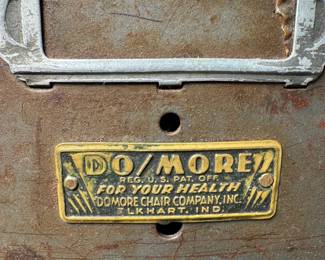 DO/MORE
REG. U.S. PAT. OFF.
FOR YOUR HEALTH
DOMORE CHAIR COMPANY, INC.
ELKHART, IND.